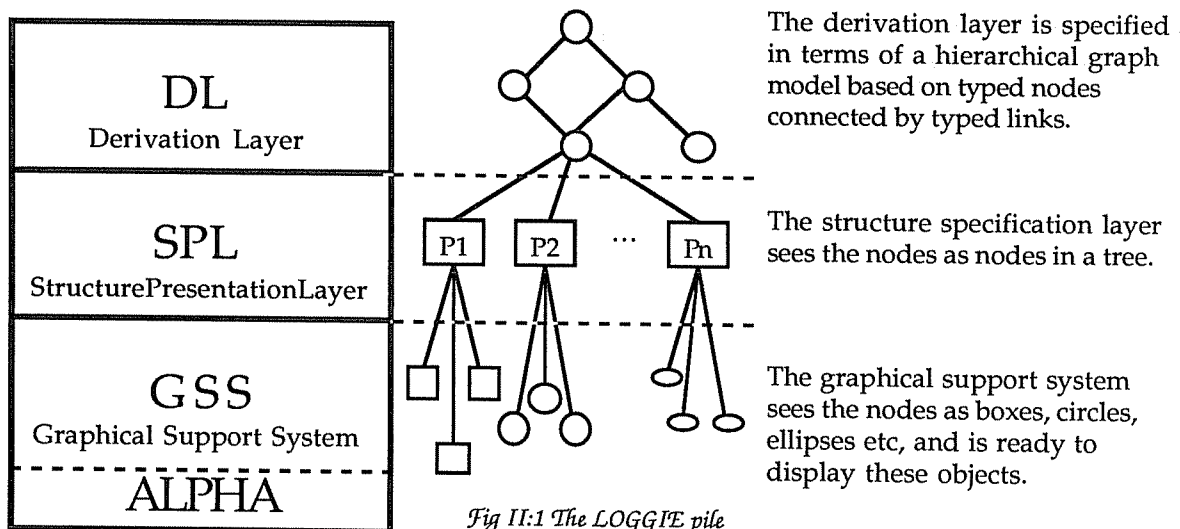 DL
Derivation Layer
The derivation layer is specified
in terms of a hierarchical graph
model based on typed nodes
connected by typed links.
SPL
StructurePresentationLayer
P1
P2
...
Pn
The structure specification layer
sees the nodes as nodes in a tree.
GSS
Graphical Support System
The graphical support system
sees the nodes as boxes, circles,
ellipses etc, and is ready to
display these objects.
ALPHA
Fig II:1 The LOGGIE pile